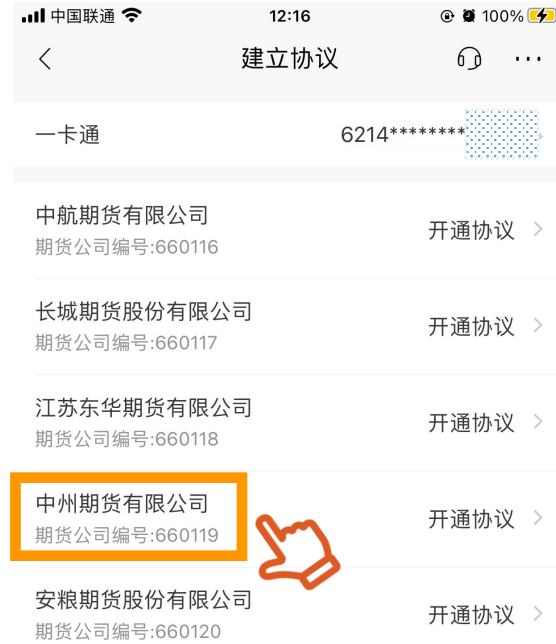 中国联通
12:16
100%
建立协议
一卡通
6214********
中航期货有限公司
期货公司编号:660116
开通协议
长城期货股份有限公司
期货公司编号:660117
开通协议
江苏东华期货有限公司
期货公司编号:660118
开通协议
中州期货有限公司
期货公司编号:660119
开通协议
安粮期货股份有限公司
期货公司编号:660120
开通协议